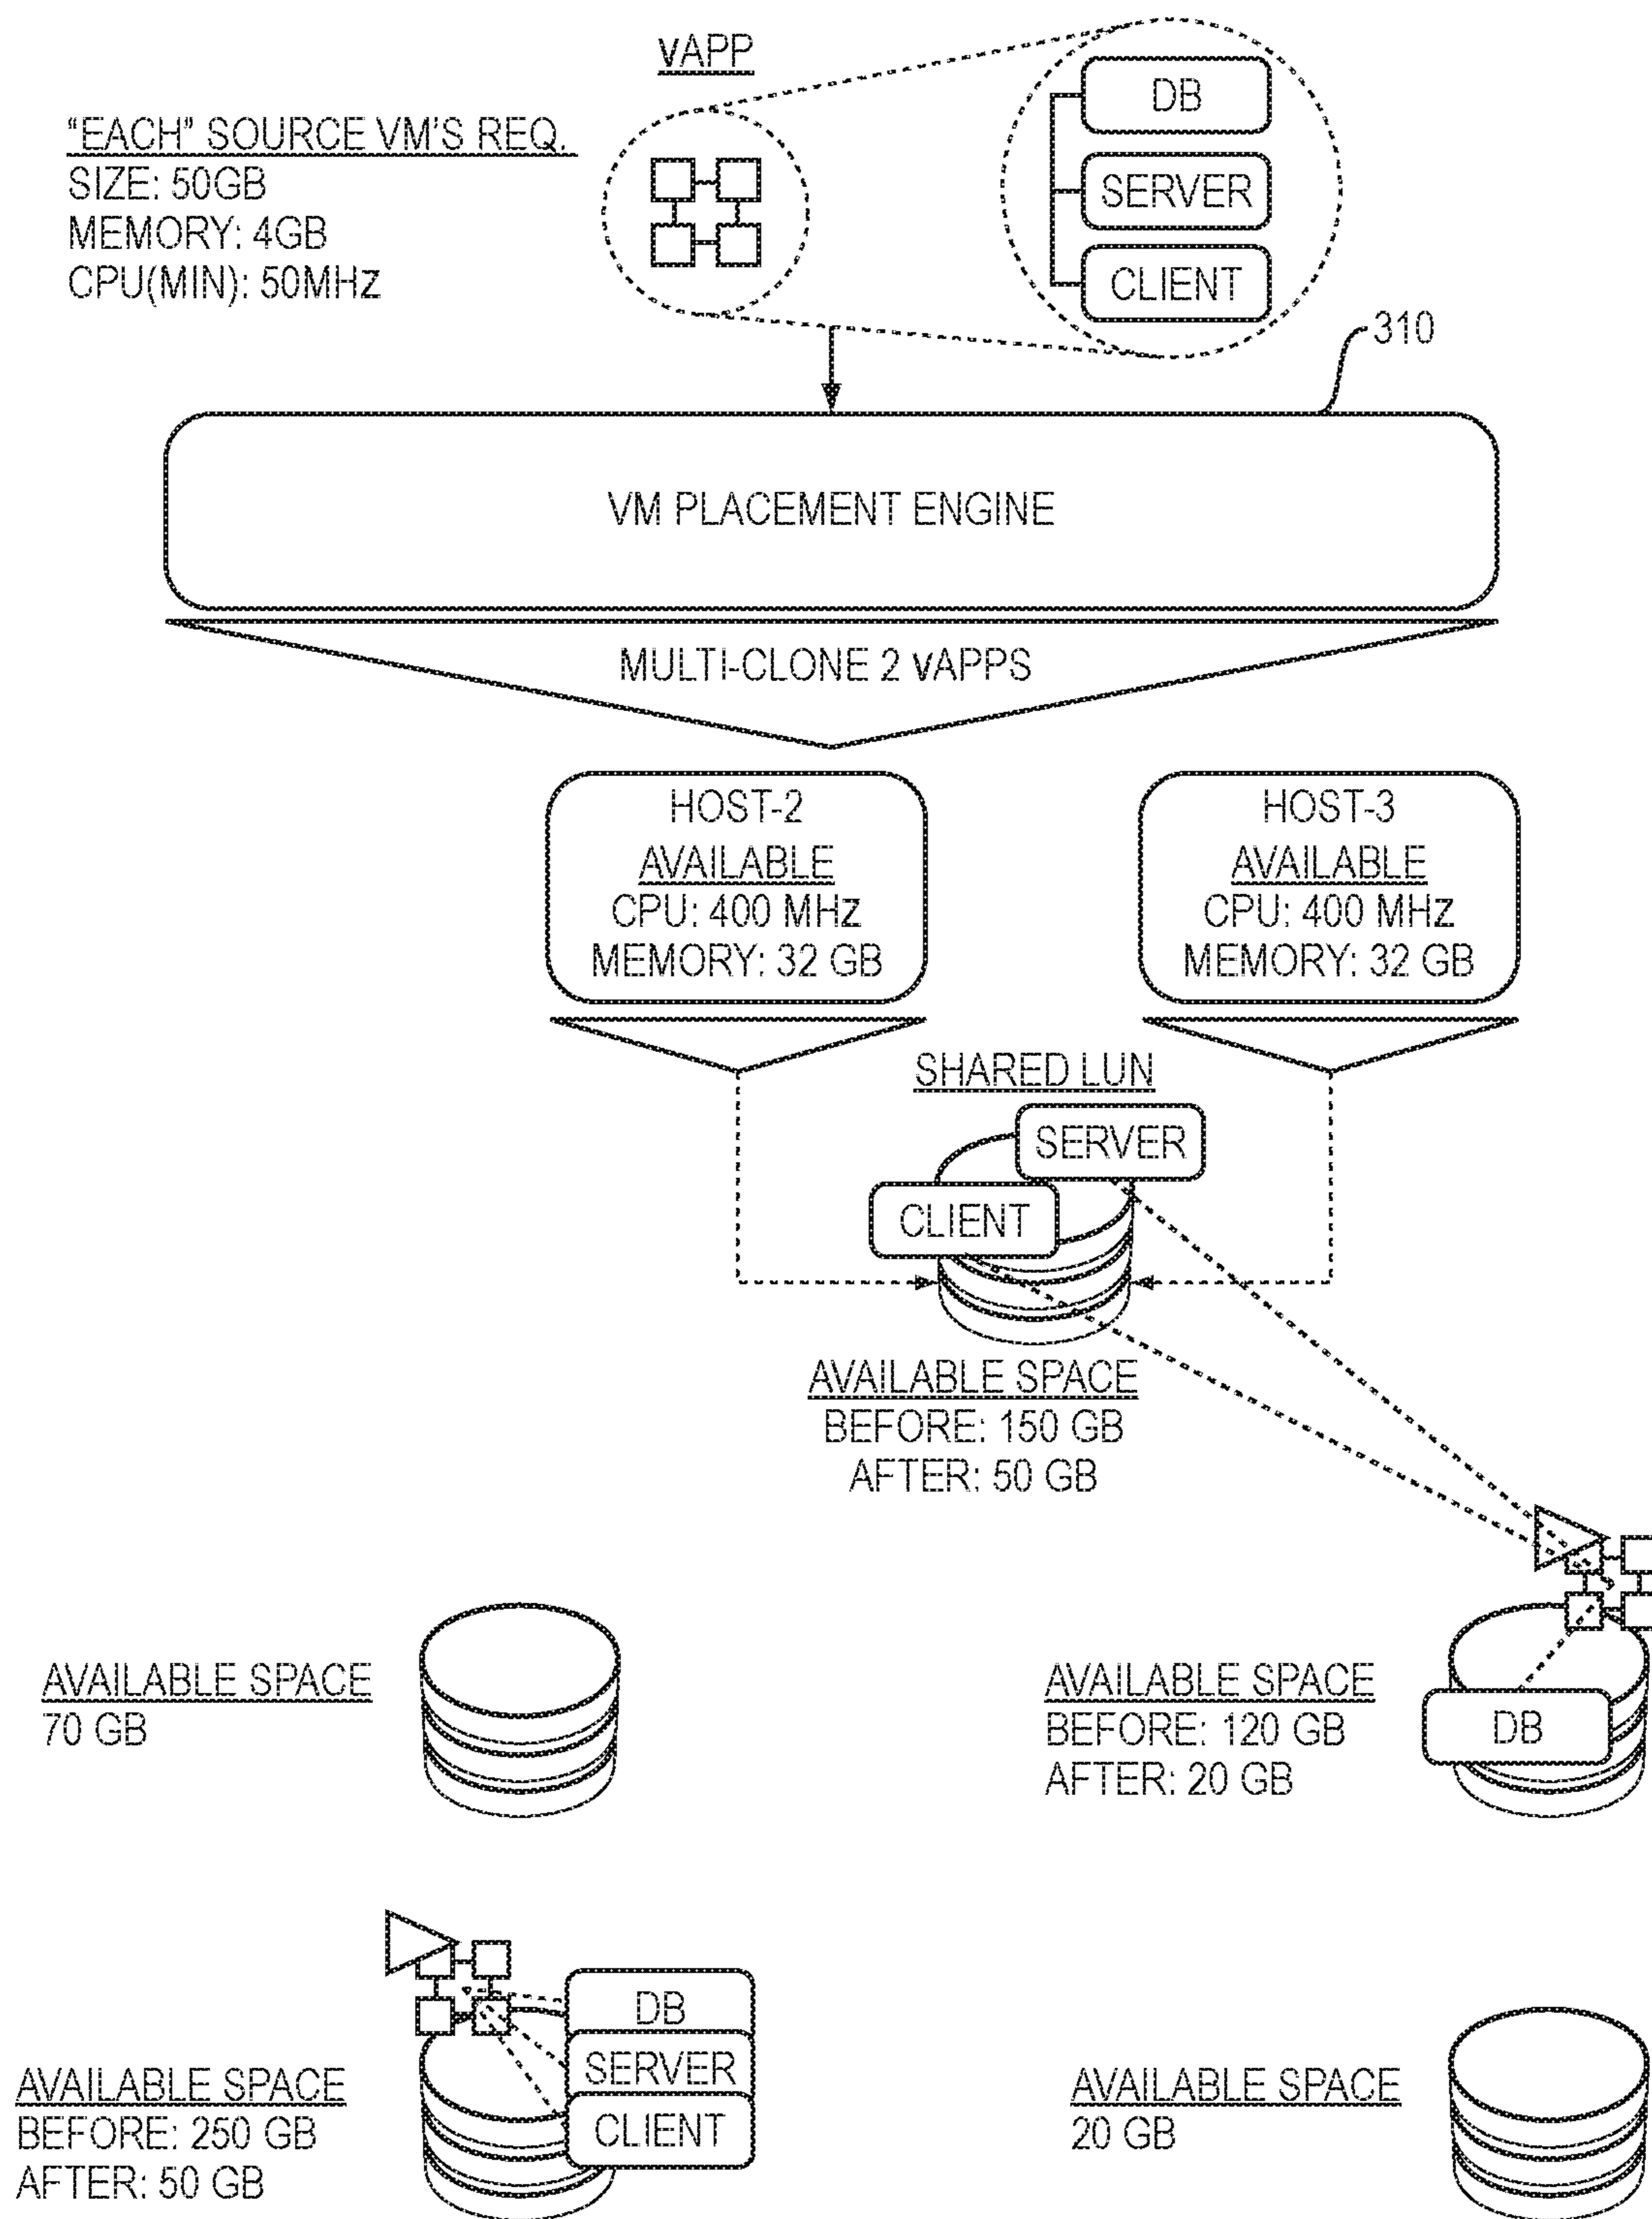 vAPP
"EACH" SOURCE VM'S REQ.
SIZE: 50GB
MEMORY: 4GB
CPU(MIN): 50MHz
DB
SERVER
CLIENT
310
VM PLACEMENT ENGINE
MULTI-CLONE 2 vAPPS
HOST-2
AVAILABLE
CPU: 400 MHz
MEMORY: 32 GB
HOST-3
AVAILABLE
CPU: 400 MHz
MEMORY: 32 GB
SHARED LUN
SERVER
CLIENT
AVAILABLE SPACE
BEFORE: 150 GB
AFTER: 50 GB
AVAILABLE SPACE
70 GB
AVAILABLE SPACE
BEFORE: 120 GB
AFTER: 20 GB
DB
AVAILABLE SPACE
BEFORE: 250 GB
AFTER: 50 GB
DB
SERVER
CLIENT
AVAILABLE SPACE
20 GB